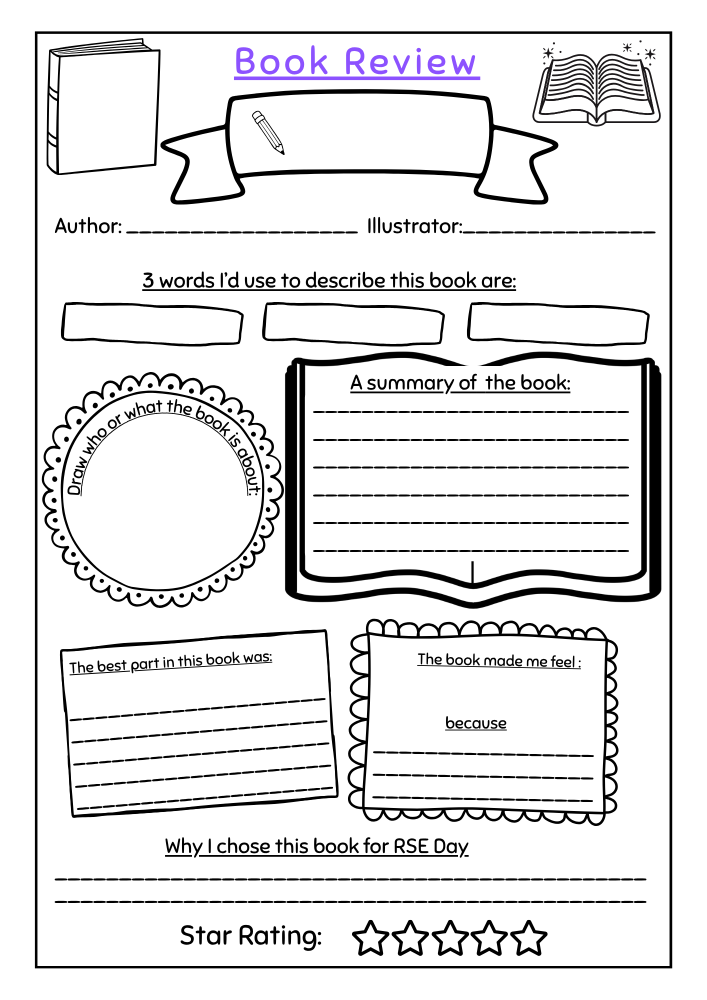 Book Review
Author: Illustrator:
3 words I'd use to describe this book are:
Draw who or what the book is about:
A summary of the book:
The best part in this book was:
The book made me feel :
because
Why I chose this book for RSE Day
Star Rating: